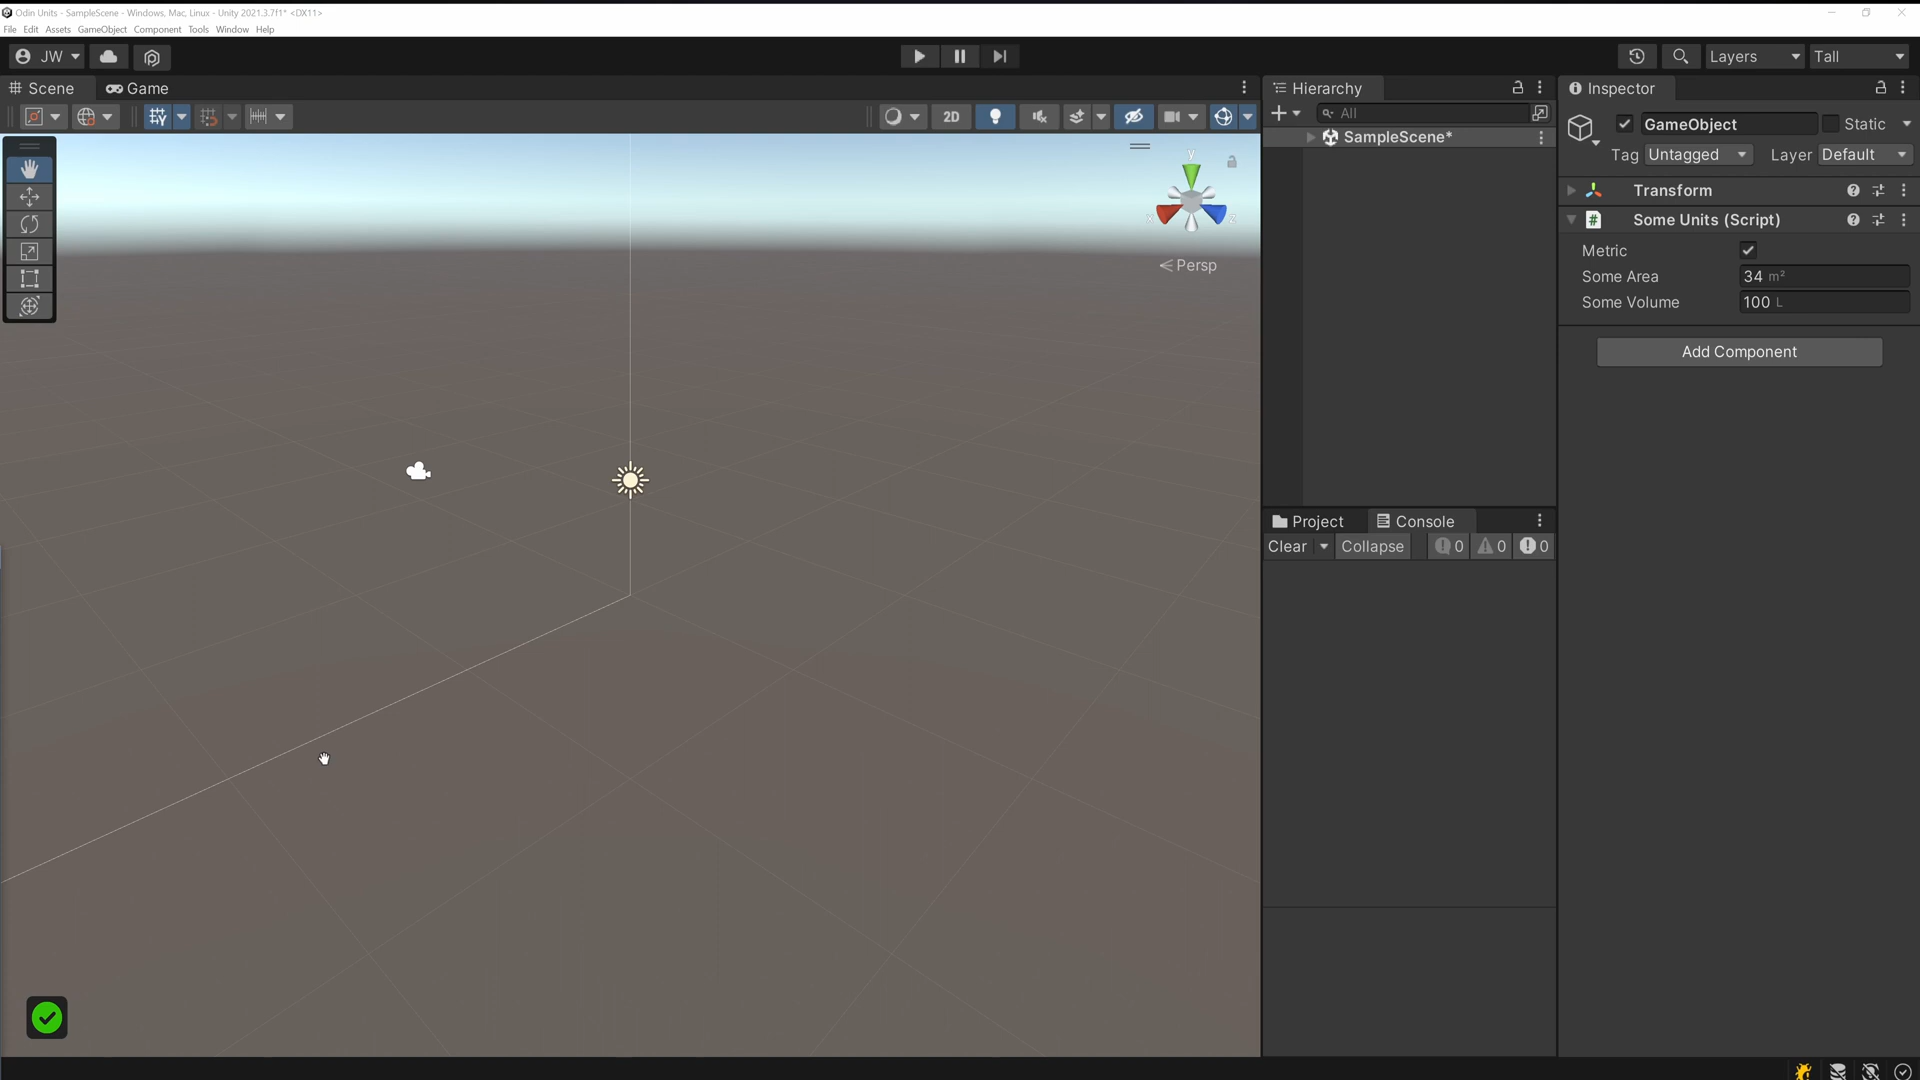 Odin Units - SampleScene - Windows, Mac, Linux - Unity 2021.3.7f1* <DX11>
File Edit Assets GameObject Component Tools Window Help
JW Layers Tall
Scene Game
2D
y
x z
Persp
Hierarchy
All
SampleScene*
Project Console
Clear Collapse 0 0 0
Inspector
GameObject Static
Tag Untagged Layer Default
Transform
# Some Units (Script)
Metric
Some Area 34 m²
Some Volume 100 L
Add Component